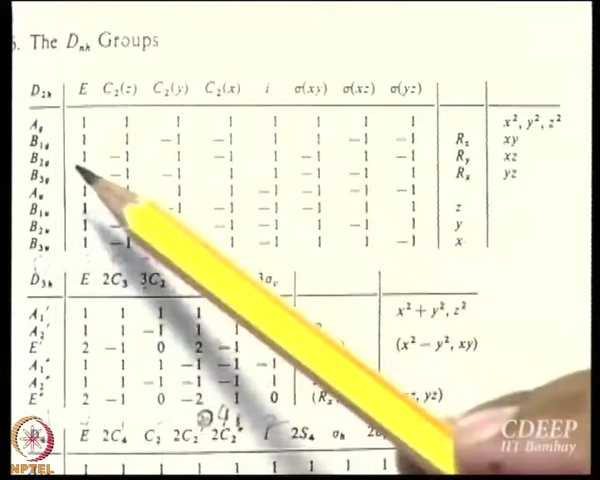 5. The Dnh Groups
D2h E C2(z) C2(y) C2(x) i σ(xy) σ(xz) σ(yz)
Ag 1 1 1 1 1 1 1 1 x², y², z²
B1g 1 1 −1 −1 1 1 −1 −1 Rz xy
B2g 1 −1 1 −1 1 −1 1 −1 Ry xz
B3g 1 −1 −1 1 1 −1 −1 1 Rx yz
Au 1 1 1 −1 −1 −1 −1
B1u 1 1 −1 −1 −1 −1 1 1 z
B2u 1 −1 −1 1 −1 1 y
B3u 1 −1 1 −1 1 1 −1 x
D3h E 2C3 3C2 3σv
A1′ 1 1 1 1 1 x² + y², z²
A2′ 1 1 −1 1 −1
E′ 2 −1 0 2 −1 (x² − y², xy)
A1″ 1 1 1 −1 −1 −1
A2″ 1 1 −1 −1 −1 1
E″ 2 −1 0 −2 1 0 (Rx yz)
D4h
E 2C4 C2 2C2′ 2C2″ i 2S4 σh
1 1 1 1 1 1 1 1
NPTEL
CDEEP
IIT Bombay